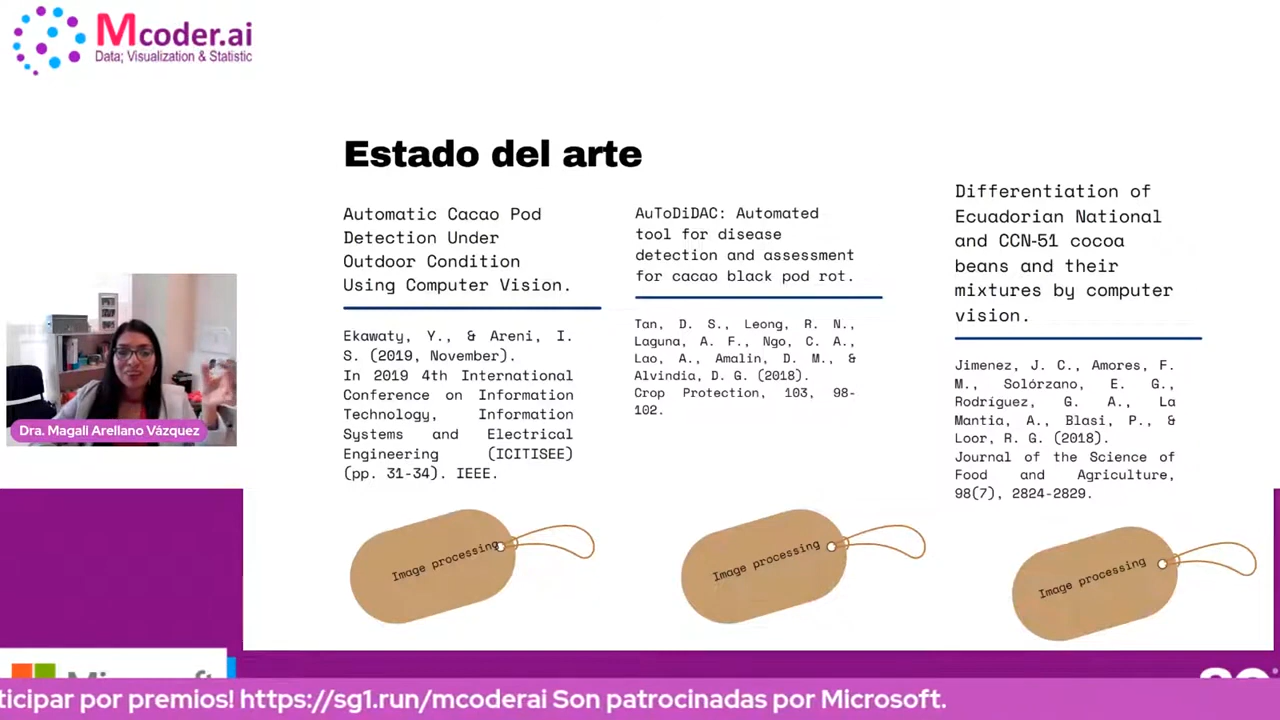 Mcoder.ai
Data; Visualization & Statistic
Estado del arte
Automatic Cacao Pod
Detection Under
Outdoor Condition
Using Computer Vision.
Ekawaty, Y., & Areni, I.
S. (2019, November).
In 2019 4th International
Conference on Information
Technology, Information
Systems and Electrical
Engineering (ICITISEE)
(pp. 31-34). IEEE.
Image processing
AuToDiDAC: Automated
tool for disease
detection and assessment
for cacao black pod rot.
Tan, D. S., Leong, R. N.,
Laguna, A. F., Ngo, C. A.,
Lao, A., Amalin, D. M., &
Alvindia, D. G. (2018).
Crop Protection, 103, 98-
102.
Image processing
Differentiation of
Ecuadorian National
and CCN-51 cocoa
beans and their
mixtures by computer
vision.
Jimenez, J. C., Amores, F.
M., Solórzano, E. G.,
Rodríguez, G. A., La
Mantia, A., Blasi, P., &
Loor, R. G. (2018).
Journal of the Science of
Food and Agriculture,
98(7), 2824-2829.
Image processing
Dra. Magali Arellano Vázquez
Microsoft
ticipar por premios! https://sg1.run/mcoderai Son patrocinadas por Microsoft.